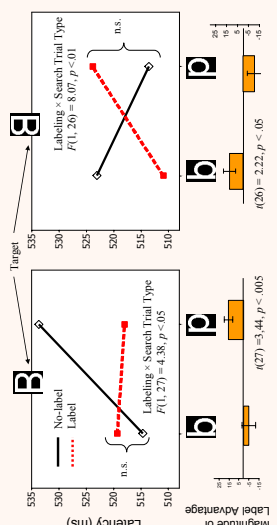 Target
B
B
535
530
525
520
515
510
Latency (ms)
No-label
Label
n.s.
Labeling × Search Trial Type
F(1, 27) = 4.38, p <.05
535
530
525
520
515
510
Labeling × Search Trial Type
F(1, 26) = 8.07, p <.01
n.s.
b
p
b
p
Magnitude of
Label Advantage
25
15
5
-5
-15
t(27) =3,44, p < .005
25
15
5
-5
-15
t(26) = 2.22, p < .05